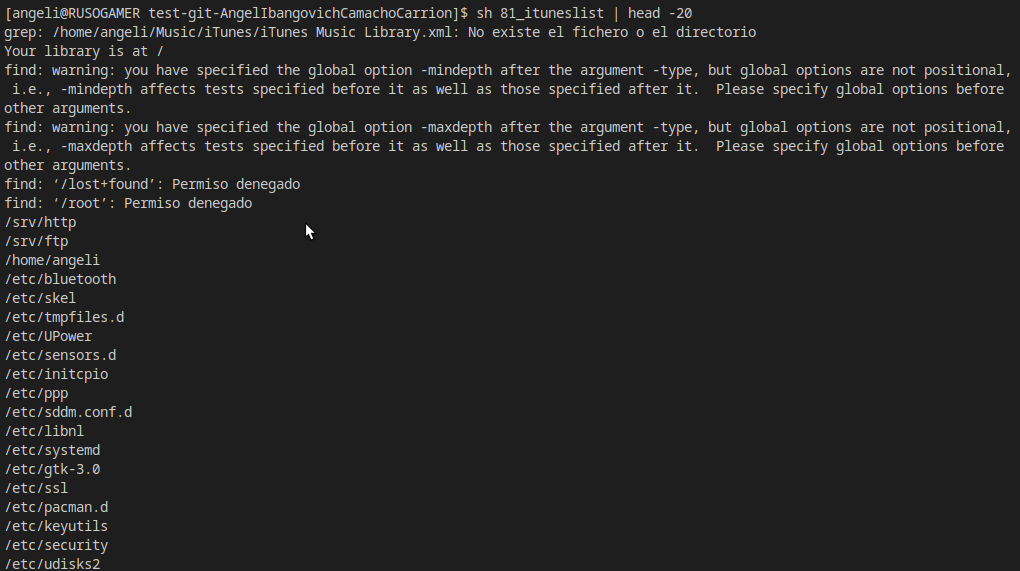 [angeli@RUSOGAMER test-git-AngelIbangovichCamachoCarrion]$ sh 81_ituneslist | head -20
grep: /home/angeli/Music/iTunes/iTunes Music Library.xml: No existe el fichero o el directorio
Your library is at /
find: warning: you have specified the global option -mindepth after the argument -type, but global options are not positional,
 i.e., -mindepth affects tests specified before it as well as those specified after it.  Please specify global options before
other arguments.
find: warning: you have specified the global option -maxdepth after the argument -type, but global options are not positional,
 i.e., -maxdepth affects tests specified before it as well as those specified after it.  Please specify global options before
other arguments.
find: ‘/lost+found’: Permiso denegado
find: ‘/root’: Permiso denegado
/srv/http
/srv/ftp
/home/angeli
/etc/bluetooth
/etc/skel
/etc/tmpfiles.d
/etc/UPower
/etc/sensors.d
/etc/initcpio
/etc/ppp
/etc/sddm.conf.d
/etc/libnl
/etc/systemd
/etc/gtk-3.0
/etc/ssl
/etc/pacman.d
/etc/keyutils
/etc/security
/etc/udisks2